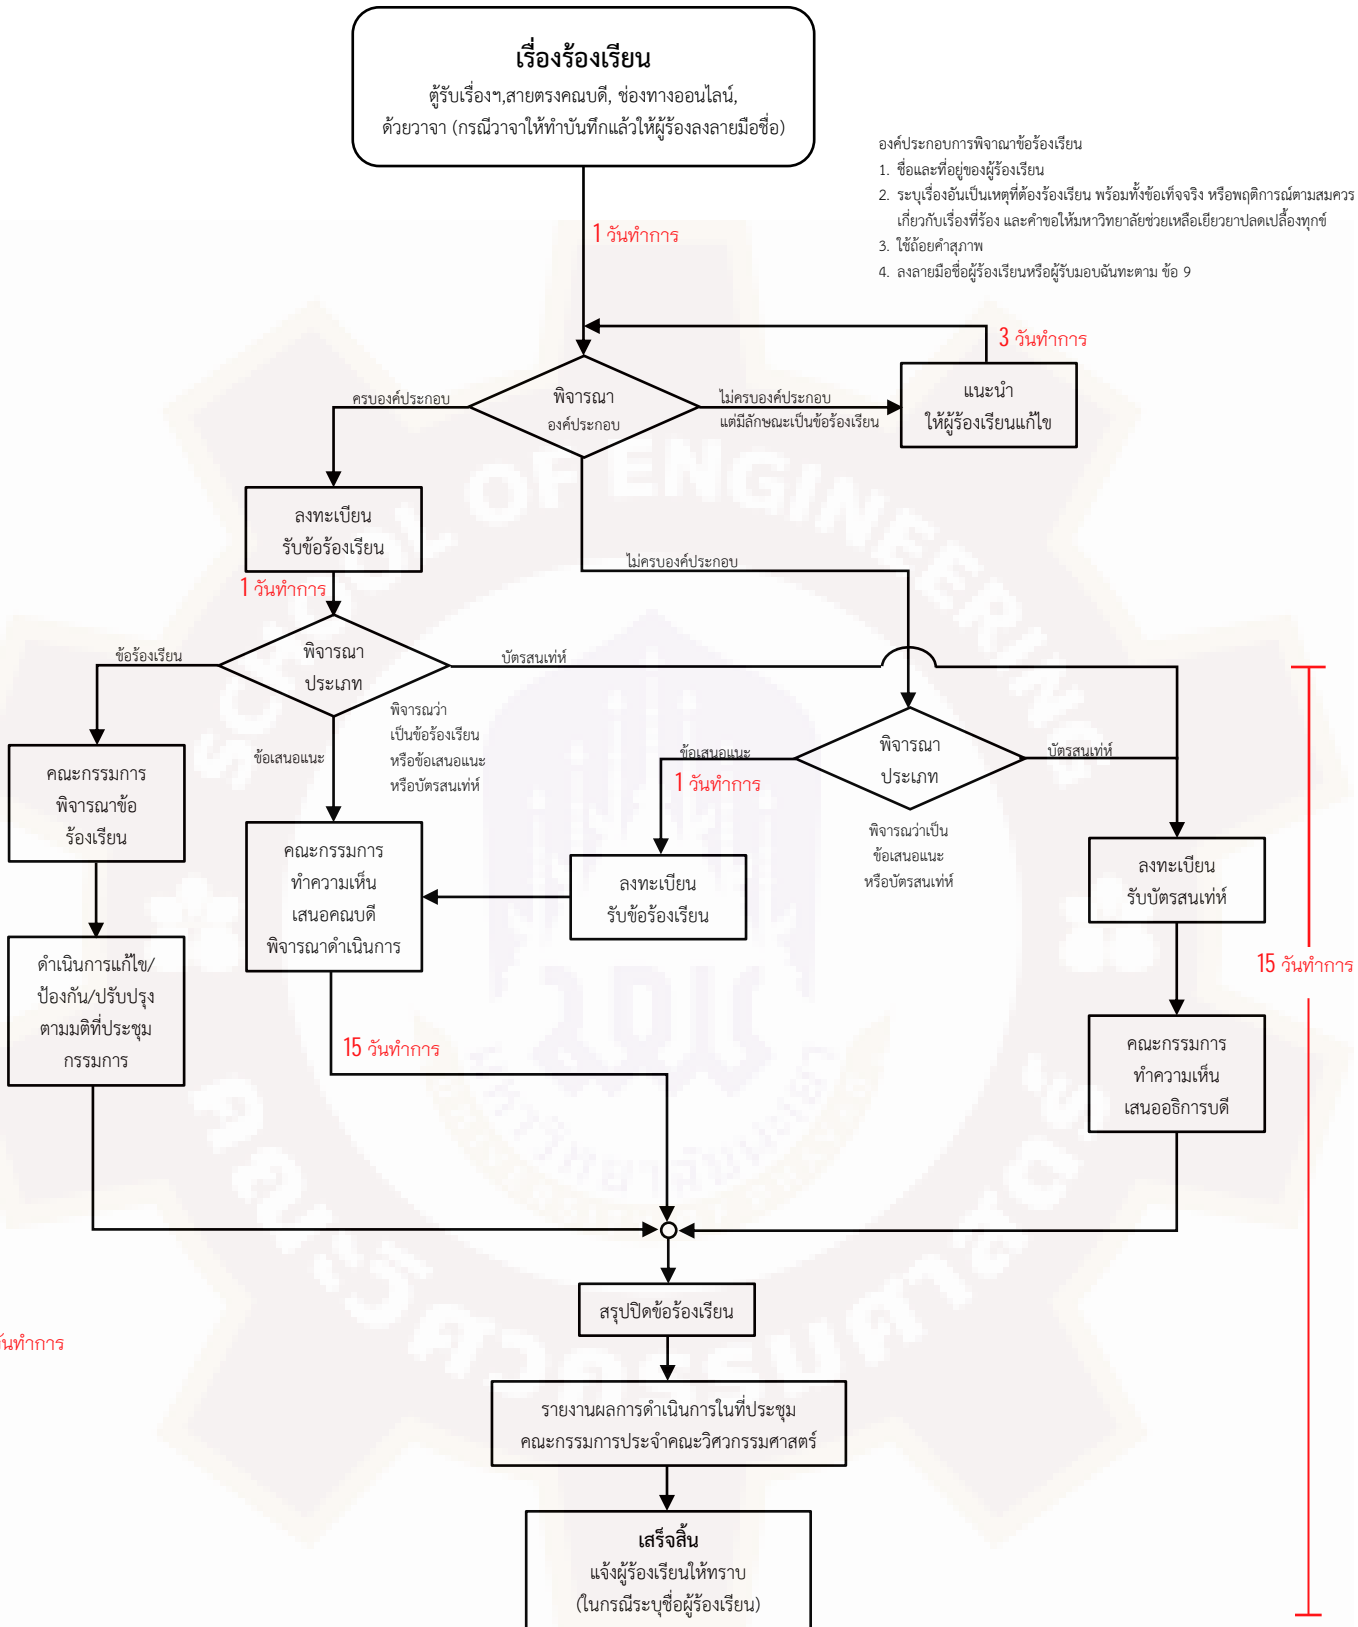 เรื่องร้องเรียน
ตู้รับเรื่องฯ,สายตรงคณบดี, ช่องทางออนไลน์,
ด้วยวาจา (กรณีวาจาให้ทำบันทึกแล้วให้ผู้ร้องลงลายมือชื่อ)
องค์ประกอบการพิจาณาข้อร้องเรียน
1. ชื่อและที่อยู่ของผู้ร้องเรียน
2. ระบุเรื่องอันเป็นเหตุที่ต้องร้องเรียน พร้อมทั้งข้อเท็จจริง หรือพฤติการณ์ตามสมควร
เกี่ยวกับเรื่องที่ร้อง และคำขอให้มหาวิทยาลัยช่วยเหลือเยียวยาปลดเปลื้องทุกข์
3. ใช้ถ้อยคำสุภาพ
4. ลงลายมือชื่อผู้ร้องเรียนหรือผู้รับมอบฉันทะตาม ข้อ 9
1 วันทำการ
3 วันทำการ
ครบองค์ประกอบ
พิจารณา
องค์ประกอบ
ไม่ครบองค์ประกอบ
แต่มีลักษณะเป็นข้อร้องเรียน
แนะนำ
ให้ผู้ร้องเรียนแก้ไข
SCHOOL OF ENGINEERING
ลงทะเบียน
รับข้อร้องเรียน
1 วันทำการ
ไม่ครบองค์ประกอบ
ข้อร้องเรียน
พิจารณา
ประเภท
บัตรสนเท่ห์
พิจารณว่า
เป็นข้อร้องเรียน
หรือข้อเสนอแนะ
หรือบัตรสนเท่ห์
ข้อเสนอแนะ
ข้อเสนอแนะ
1 วันทำการ
พิจารณา
ประเภท
บัตรสนเท่ห์
พิจารณว่าเป็น
ข้อเสนอแนะ
หรือบัตรสนเท่ห์
คณะกรรมการ
พิจารณาข้อ
ร้องเรียน
คณะกรรมการ
ทำความเห็น
เสนอคณบดี
พิจารณาดำเนินการ
ลงทะเบียน
รับข้อร้องเรียน
ลงทะเบียน
รับบัตรสนเท่ห์
15 วันทำการ
ดำเนินการแก้ไข/
ป้องกัน/ปรับปรุง
ตามมติที่ประชุม
กรรมการ
15 วันทำการ
คณะกรรมการ
ทำความเห็น
เสนออธิการบดี
มหาวิทยาลัยพะเยา
คณะวิศวกรรมศาสตร์
สรุปปิดข้อร้องเรียน
วันทำการ
รายงานผลการดำเนินการในที่ประชุม
คณะกรรมการประจำคณะวิศวกรรมศาสตร์
เสร็จสิ้น
แจ้งผู้ร้องเรียนให้ทราบ
(ในกรณีระบุชื่อผู้ร้องเรียน)